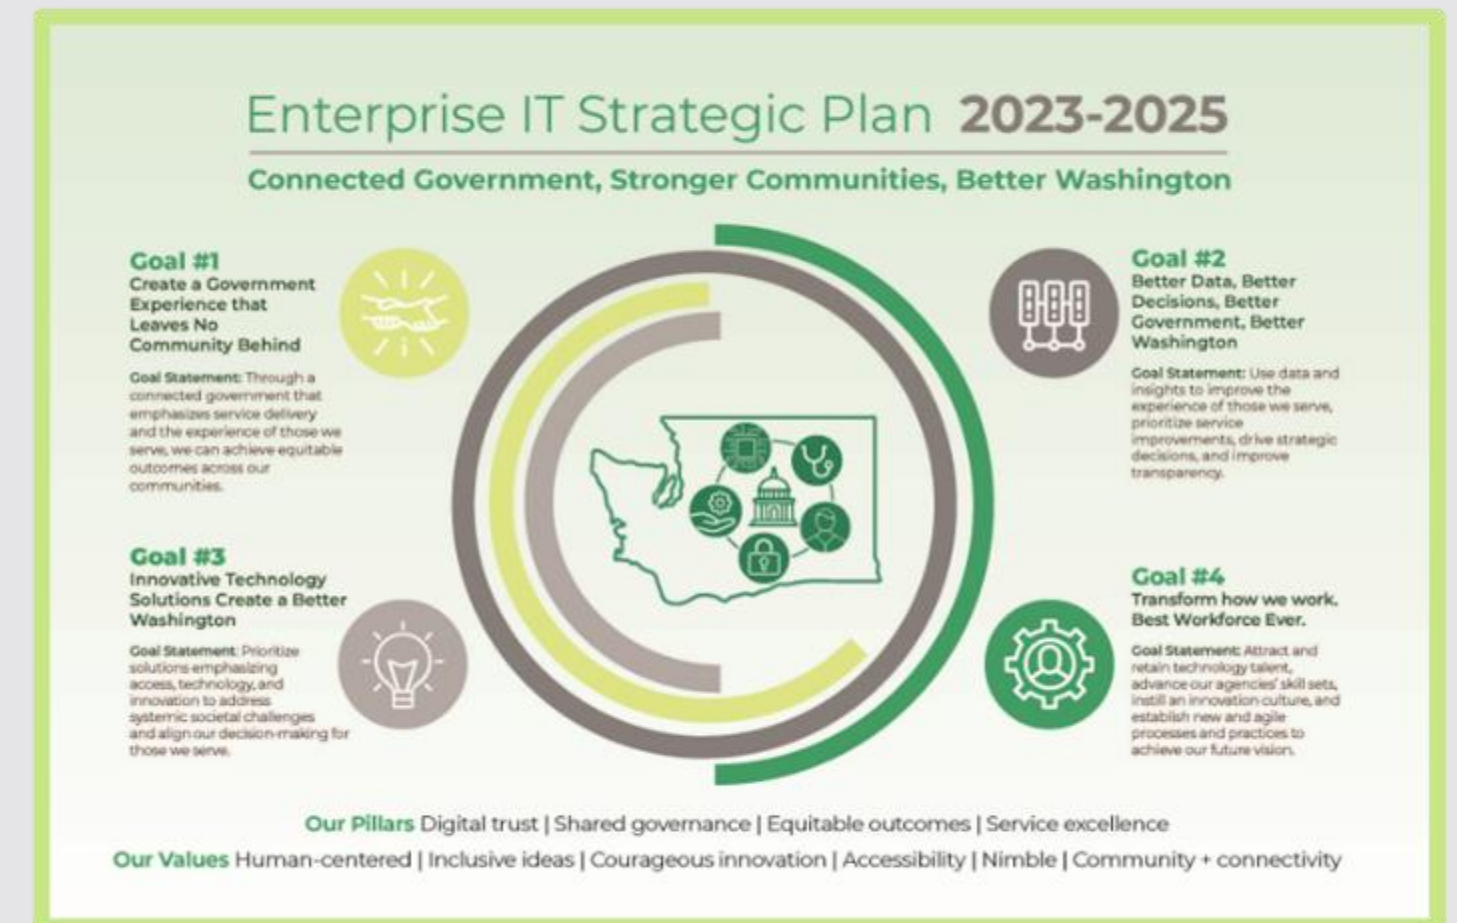 Enterprise IT Strategic Plan 2023-2025
Connected Government, Stronger Communities, Better Washington
Goal #1
Create a Government
Experience that
Leaves No
Community Behind
Goal Statement: Through a
connected government that
emphasizes service delivery
and the experience of those we
serve, we can achieve equitable
outcomes across our
communities.
Goal #2
Better Data, Better
Decisions, Better
Government, Better
Washington
Goal Statement: Use data and
insights to improve the
experience of those we serve,
prioritize service
improvements, drive strategic
decisions, and improve
transparency.
Goal #3
Innovative Technology
Solutions Create a Better
Washington
Goal Statement: Prioritize
solutions emphasizing
access, technology, and
innovation to address
systemic societal challenges
and align our decision-making for
those we serve.
Goal #4
Transform how we work.
Best Workforce Ever.
Goal Statement: Attract and
retain technology talent,
advance our agencies' skill sets,
instill an innovation culture, and
establish new and agile
processes and practices to
achieve our future vision.
Our Pillars Digital trust | Shared governance | Equitable outcomes | Service excellence
Our Values Human-centered | Inclusive ideas | Courageous innovation | Accessibility | Nimble | Community + connectivity